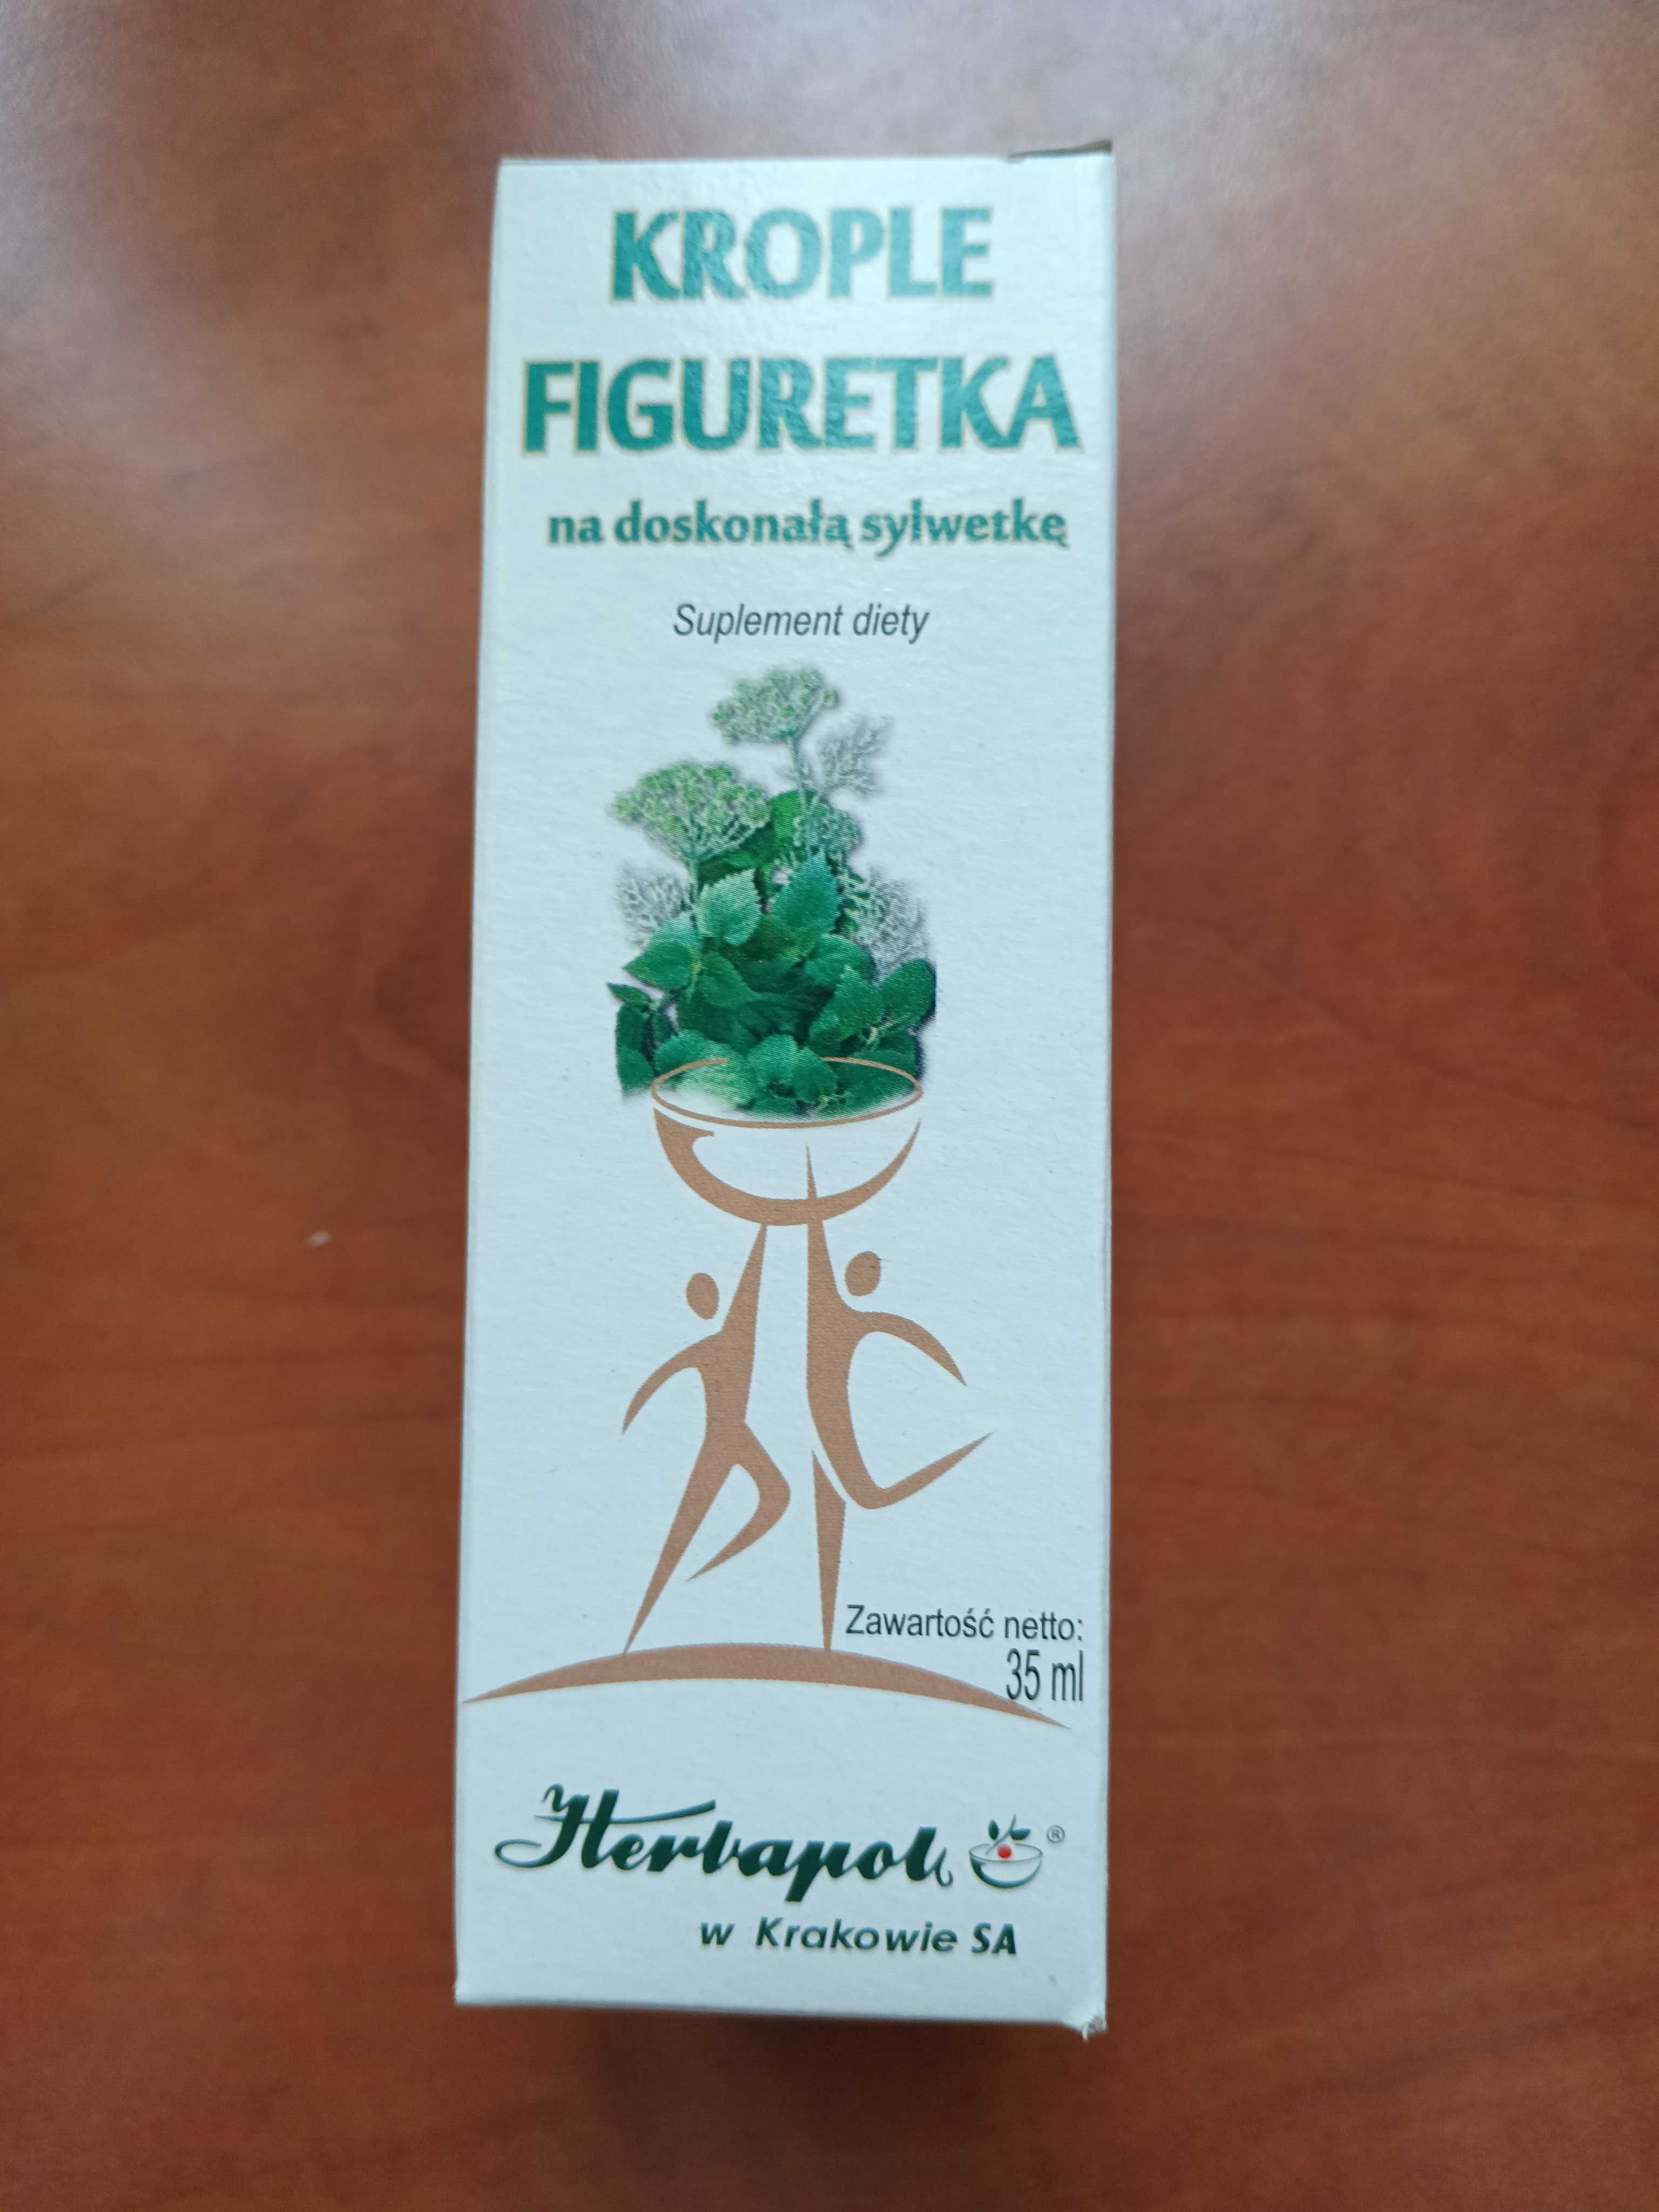 KROPLE
FIGURETKA
na doskonałą sylwetkę
Suplement diety
Zawartość netto:
35 ml
Herbapol ®
w Krakowie SA